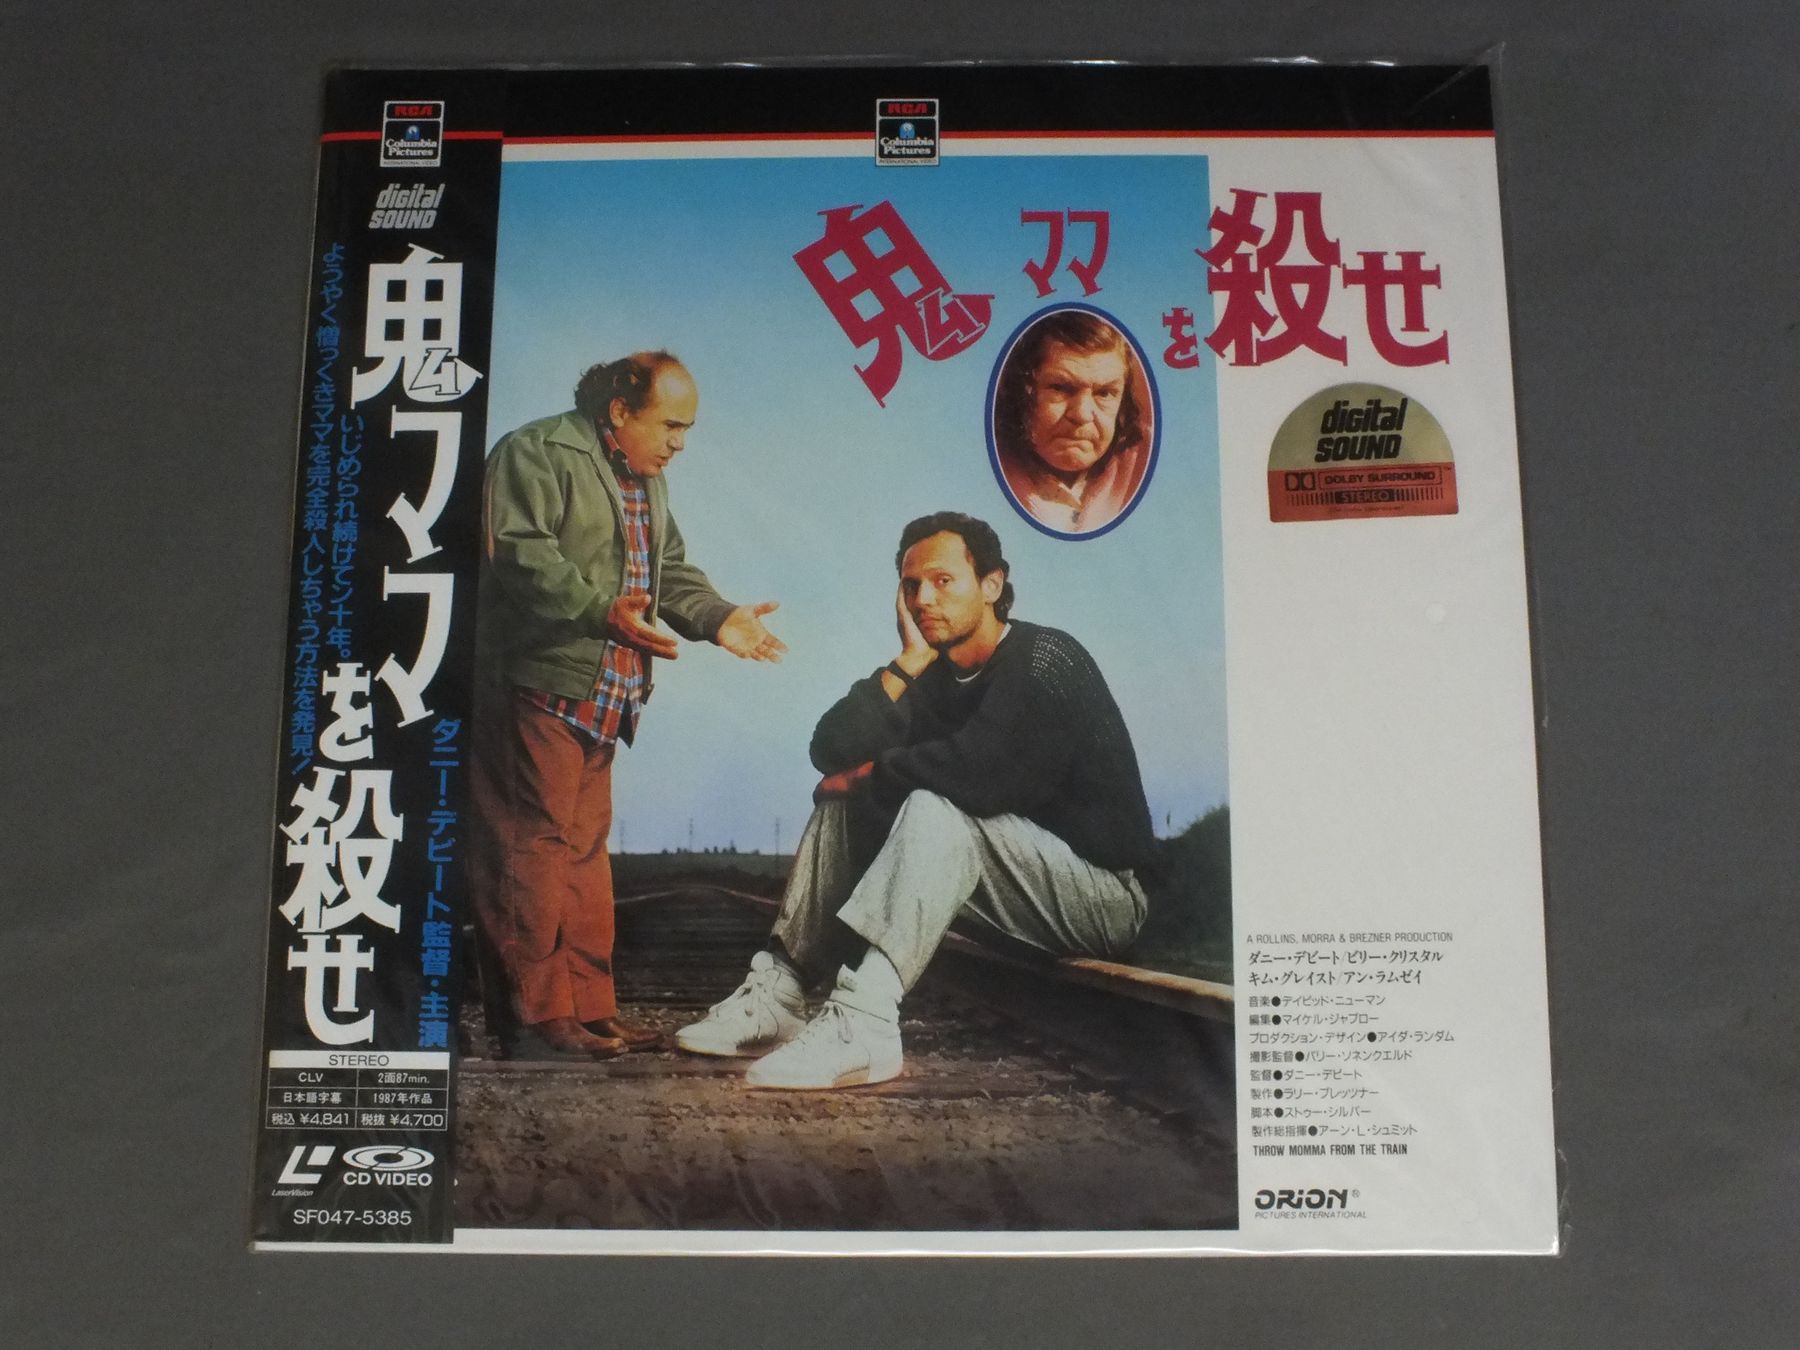 RCA
Columbia
Pictures
INTERNATIONAL VIDEO
digital
SOUND
鬼ママを殺せ
いじめられ続けてン十年。
ようやく憎っくきママを完全殺人しちゃう方法を発見!
ダニー・デビート監督・主演
STEREO
CLV 2面87min.
日本語字幕 1987年作品
税込 ¥4,841 税抜 ¥4,700
LaserVision
CD VIDEO
SF047-5385
RCA
Columbia
Pictures
INTERNATIONAL VIDEO
鬼ママを殺せ
digital
SOUND
DOLBY SURROUND
STEREO
A ROLLINS, MORRA & BREZNER PRODUCTION
ダニー・デビート/ビリー・クリスタル
キム・グレイスト/アン・ラムゼイ
音楽●デイビッド・ニューマン
編集●マイケル・ジャブロー
プロダクション・デザイン●アイダ・ランダム
撮影監督●バリー・ソネンクエルド
監督●ダニー・デビート
製作●ラリー・ブレッツナー
脚本●ストゥー・シルバー
製作総指揮●アーン・L・シュミット
THROW MOMMA FROM THE TRAIN
ORION®
PICTURES INTERNATIONAL